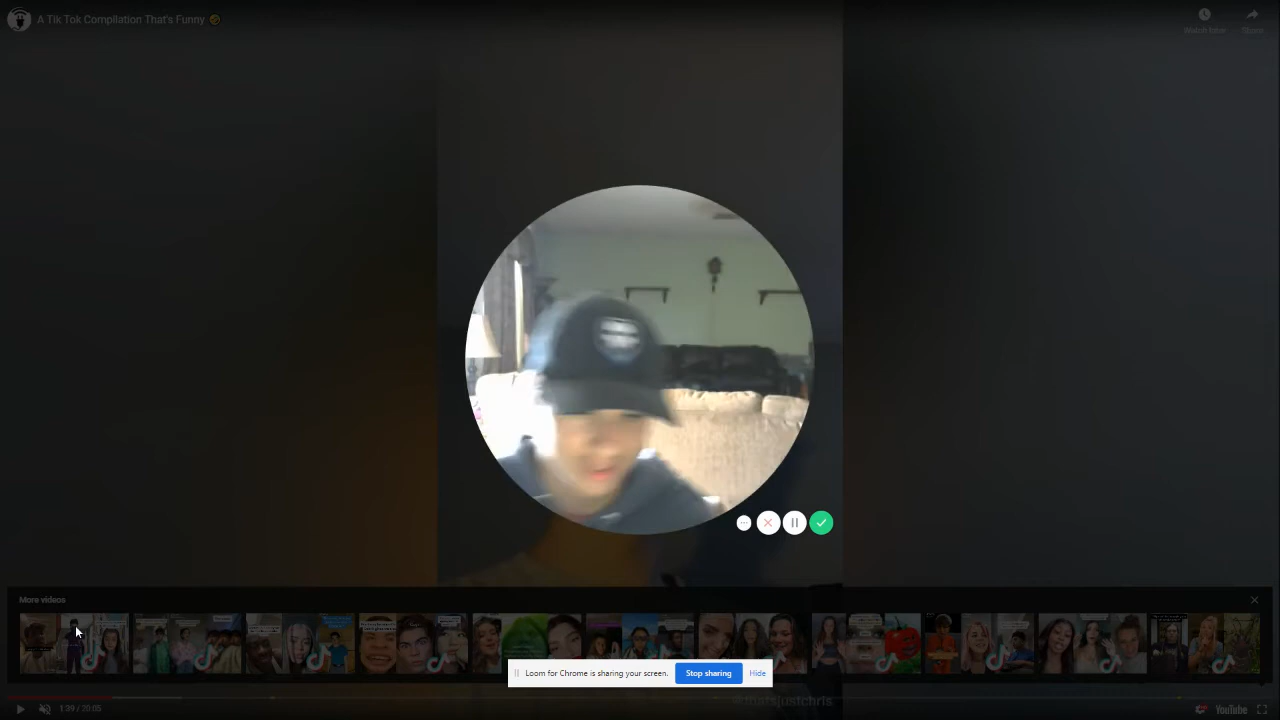 A Tik Tok Compilation That's Funny 🤣
Watch later
Share
More videos
Loom for Chrome is sharing your screen.
Stop sharing
Hide
1:39 / 20:05
YouTube